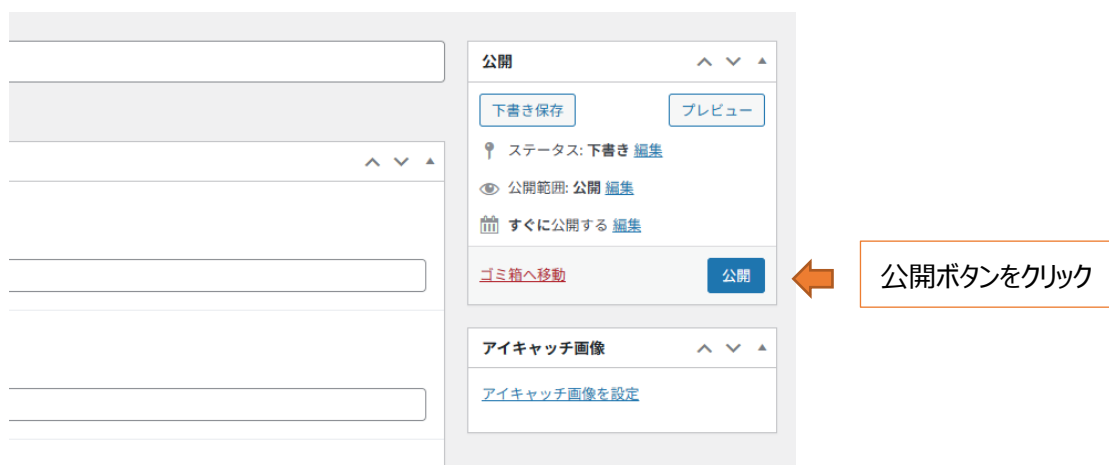 公開
下書き保存 プレビュー
ステータス: 下書き 編集
公開範囲: 公開 編集
すぐに公開する 編集
ゴミ箱へ移動 公開
公開ボタンをクリック
アイキャッチ画像
アイキャッチ画像を設定